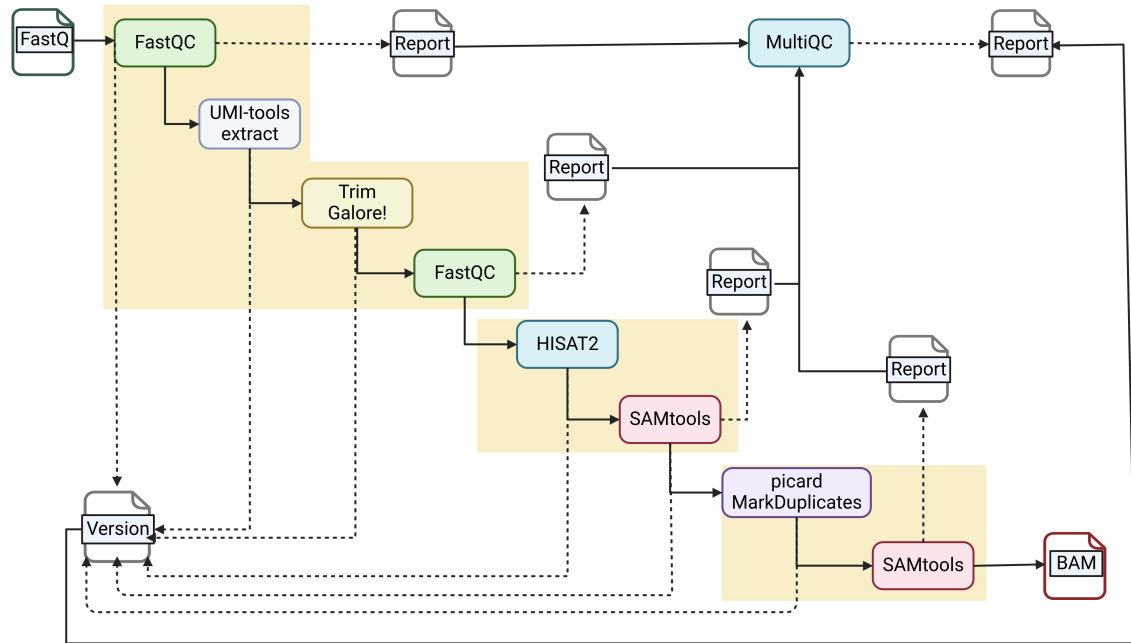 FastQ
FastQC
Report
MultiQC
Report
UMI-tools
extract
Report
Trim
Galore!
FastQC
Report
HISAT2
Report
SAMtools
picard
MarkDuplicates
Version
SAMtools
BAM